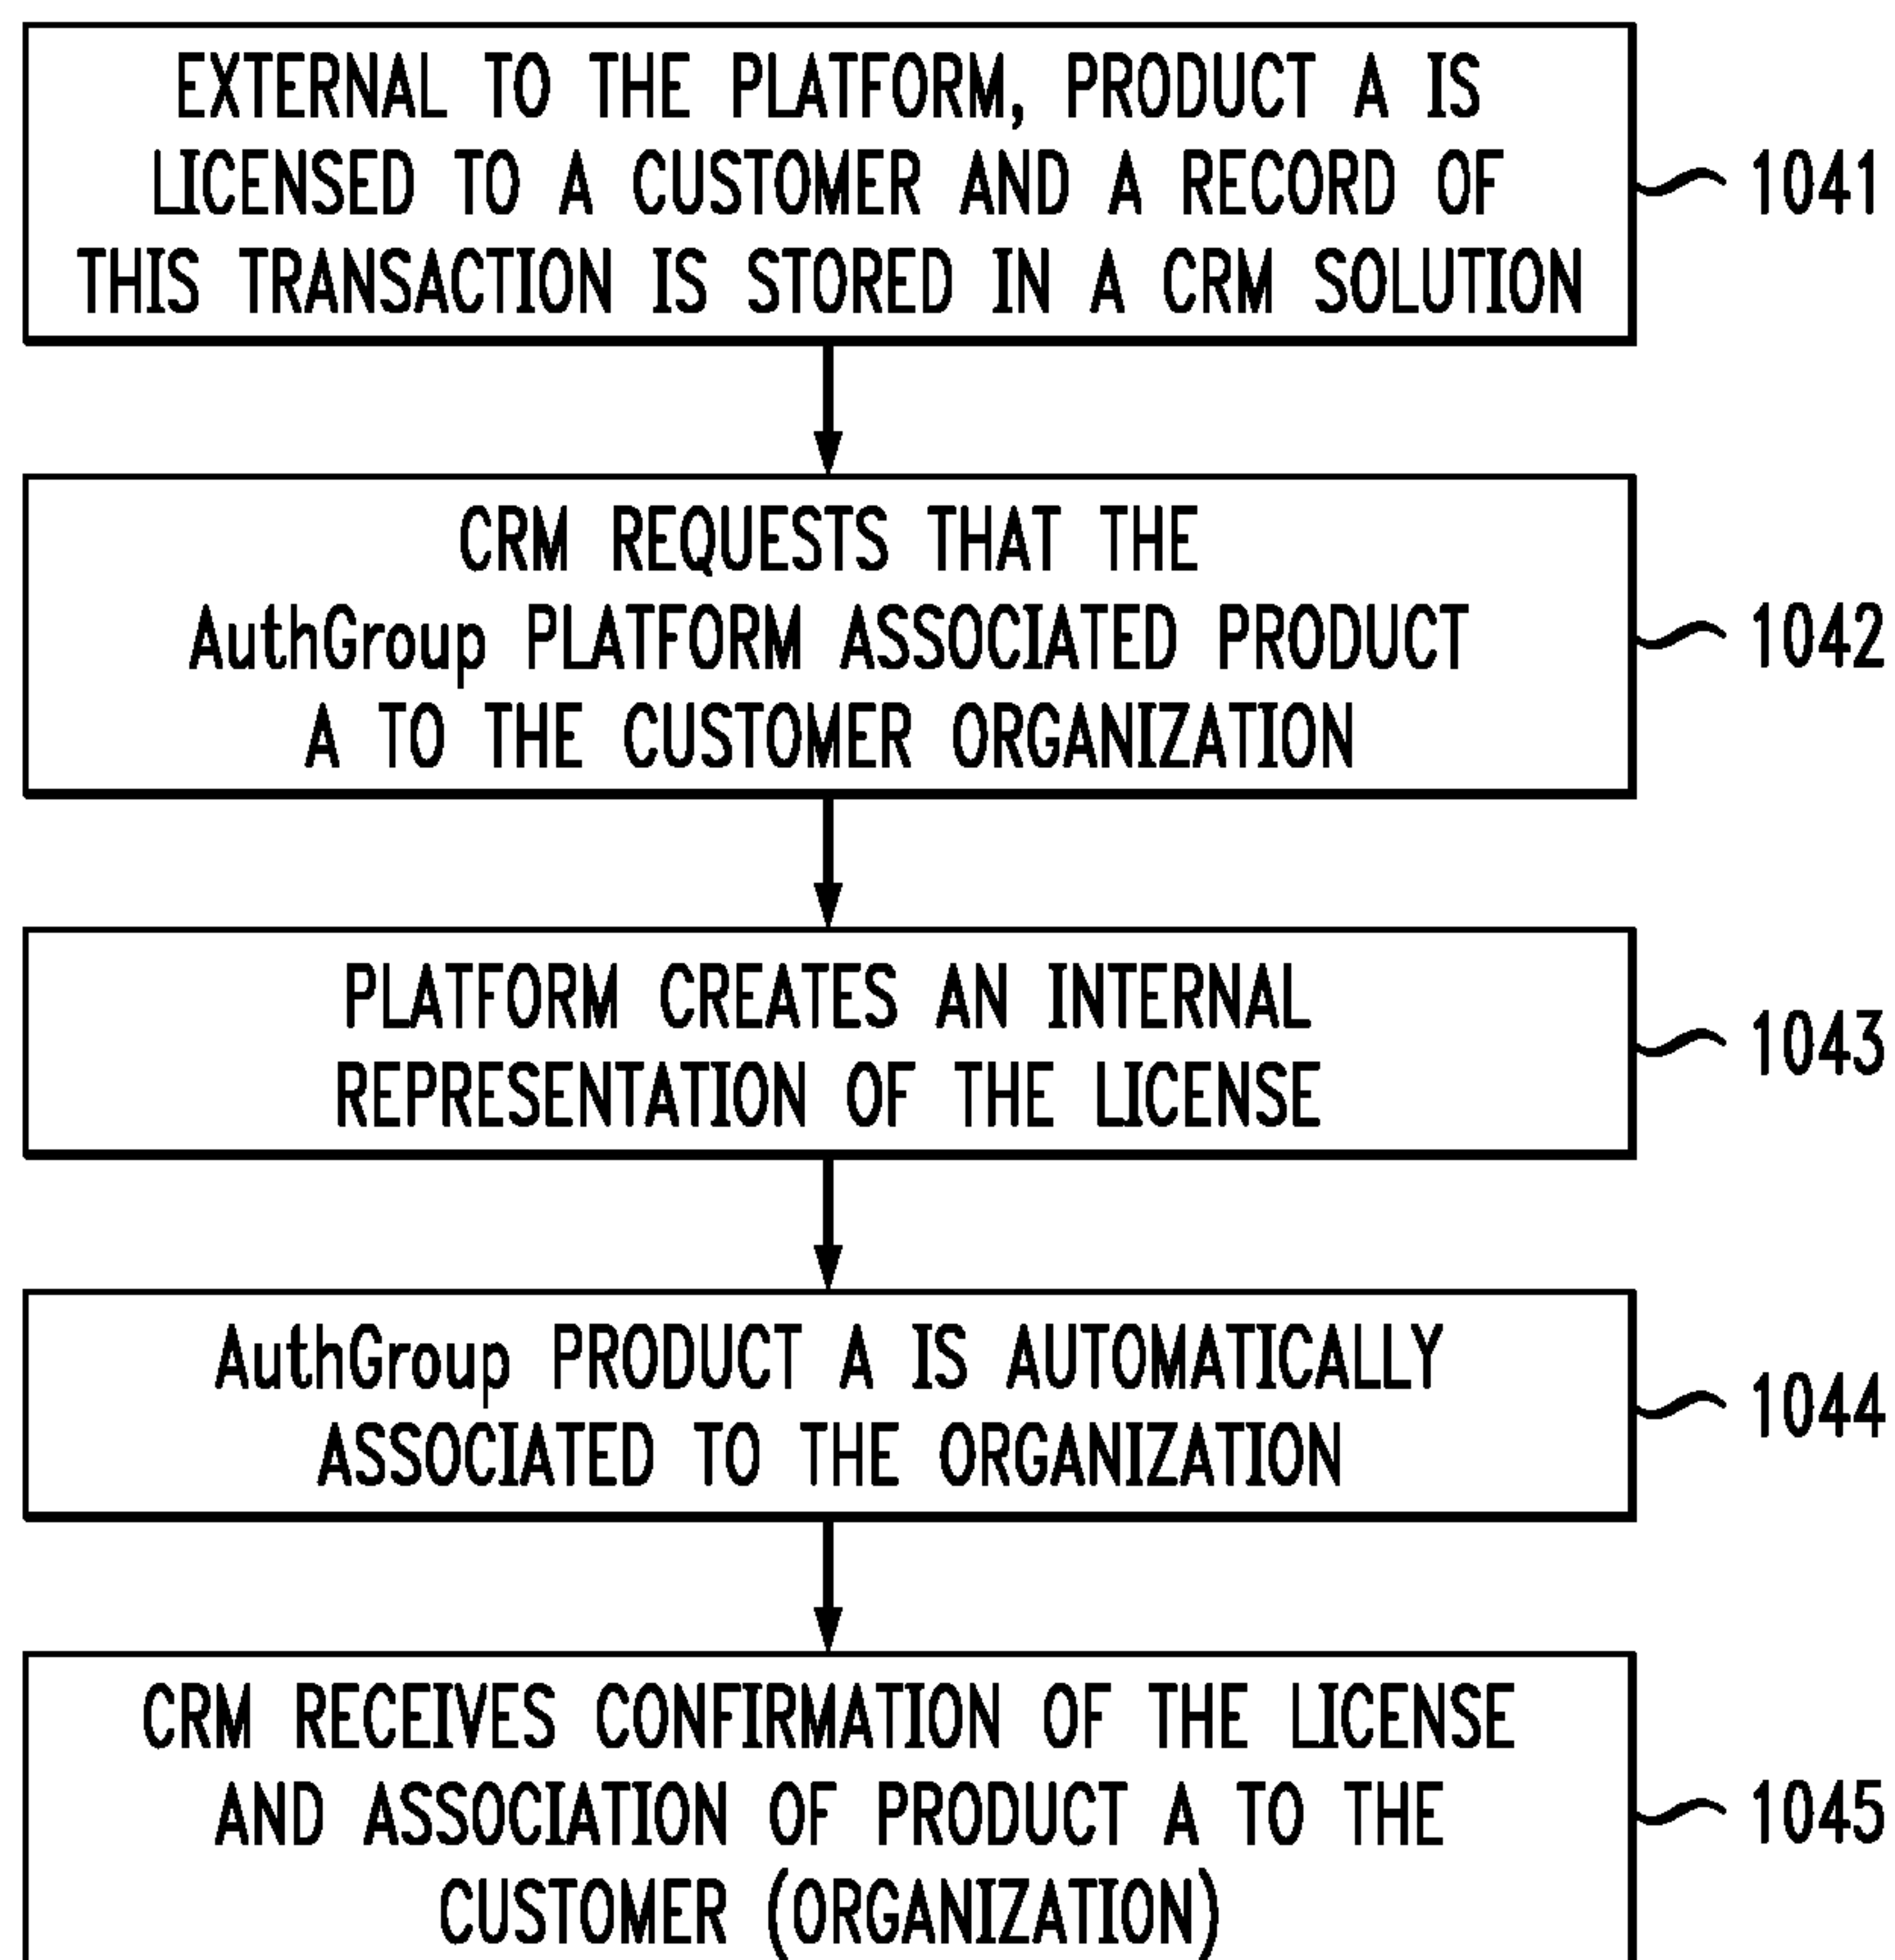 EXTERNAL TO THE PLATFORM, PRODUCT A IS
LICENSED TO A CUSTOMER AND A RECORD OF
THIS TRANSACTION IS STORED IN A CRM SOLUTION
1041
CRM REQUESTS THAT THE
AuthGroup PLATFORM ASSOCIATED PRODUCT
A TO THE CUSTOMER ORGANIZATION
1042
PLATFORM CREATES AN INTERNAL
REPRESENTATION OF THE LICENSE
1043
AuthGroup PRODUCT A IS AUTOMATICALLY
ASSOCIATED TO THE ORGANIZATION
1044
CRM RECEIVES CONFIRMATION OF THE LICENSE
AND ASSOCIATION OF PRODUCT A TO THE
CUSTOMER (ORGANIZATION)
1045